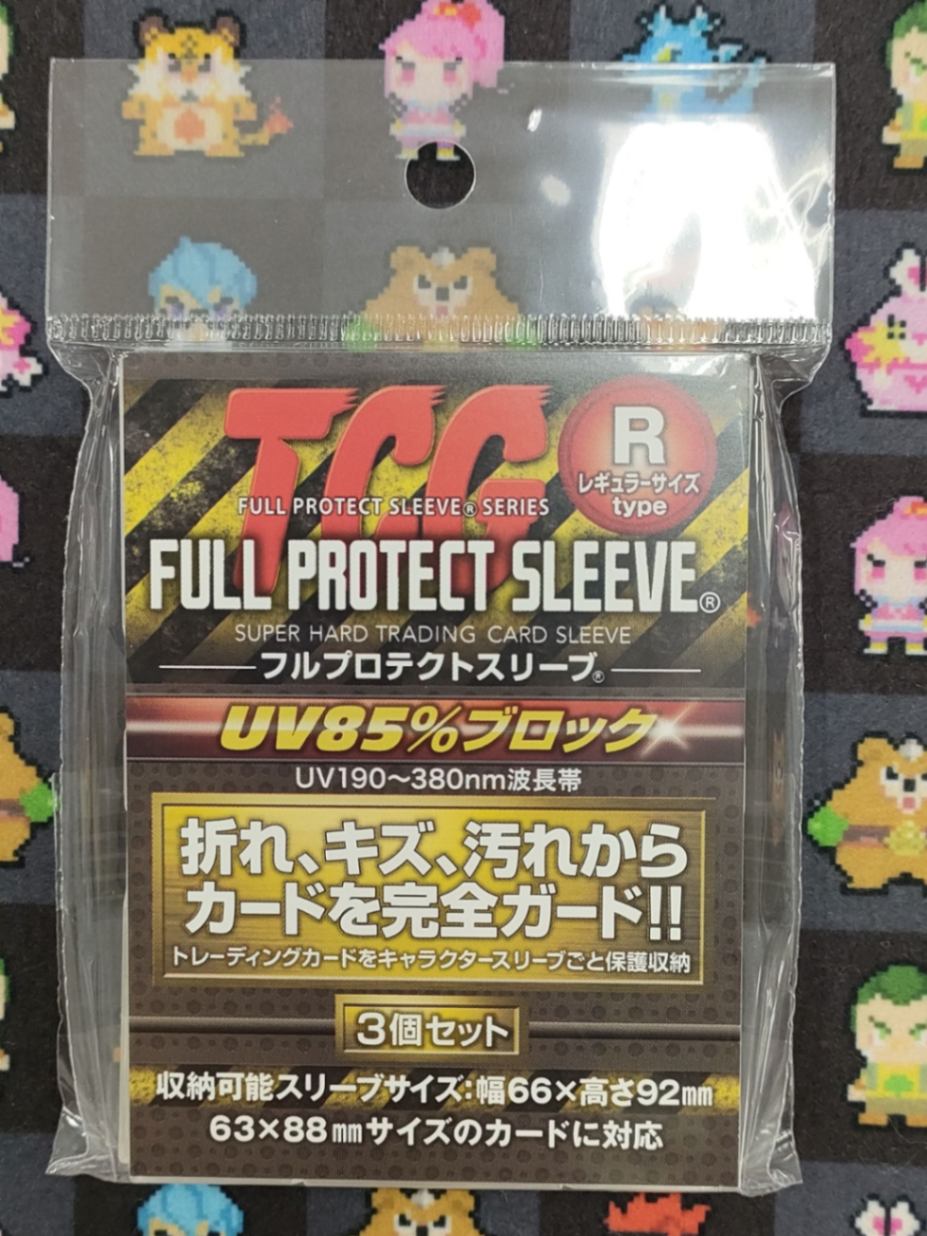 TCG
R
レギュラーサイズ
type
FULL PROTECT SLEEVE® SERIES
FULL PROTECT SLEEVE®
SUPER HARD TRADING CARD SLEEVE
フルプロテクトスリーブ®
UV85%ブロック
UV190〜380nm波長帯
折れ、キズ、汚れから
カードを完全ガード!!
トレーディングカードをキャラクタースリーブごと保護収納
3個セット
収納可能スリーブサイズ:幅66×高さ92㎜
63×88㎜サイズのカードに対応